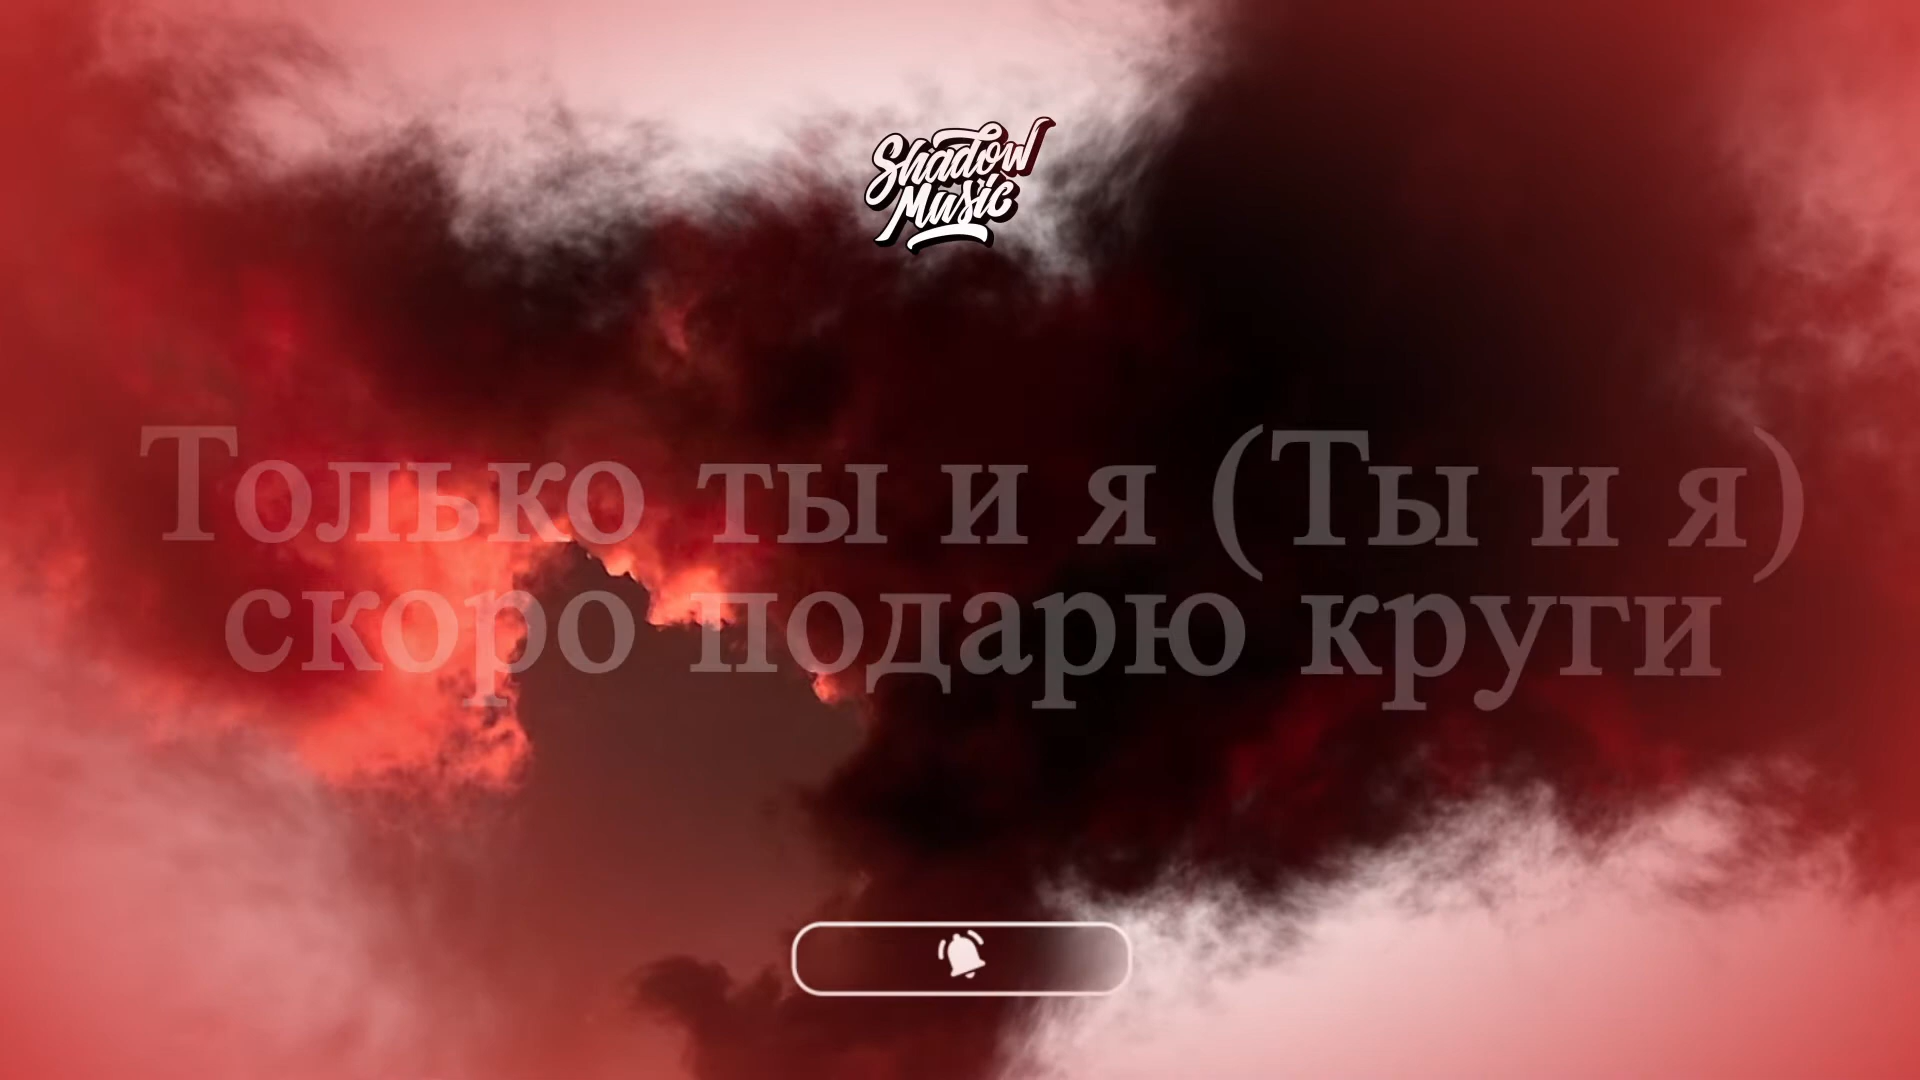 Shadow
Music
Только ты и я (Ты и я)
скоро подарю круги